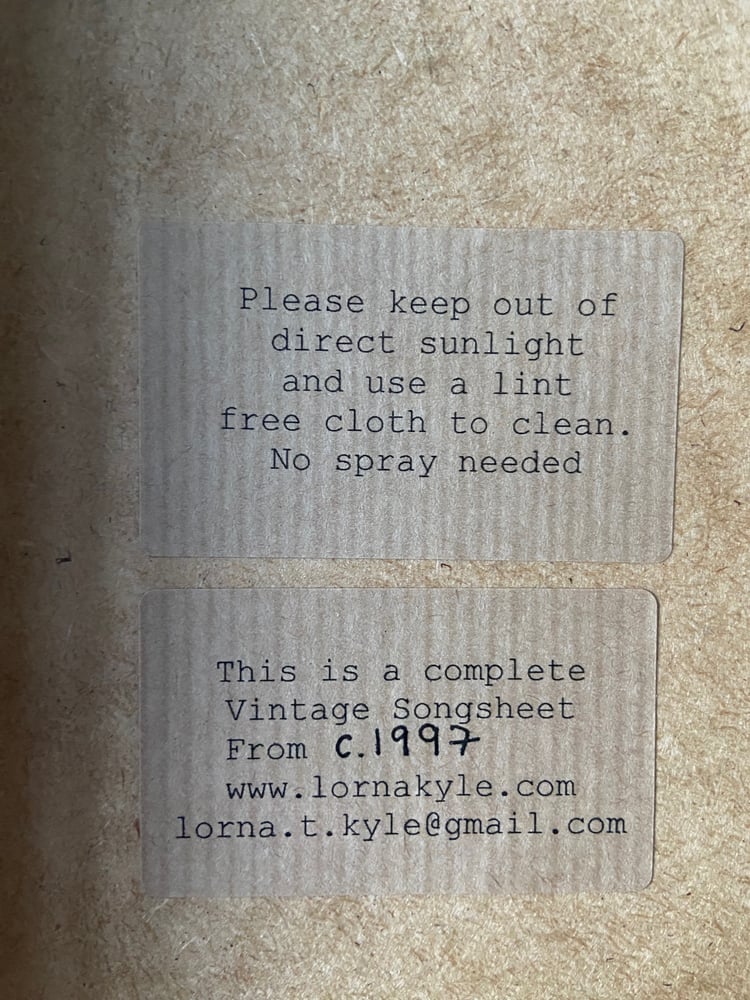 Please keep out of
direct sunlight
and use a lint
free cloth to clean.
No spray needed
This is a complete
Vintage Songsheet
From c.1997
www.lornakyle.com
lorna.t.kyle@gmail.com